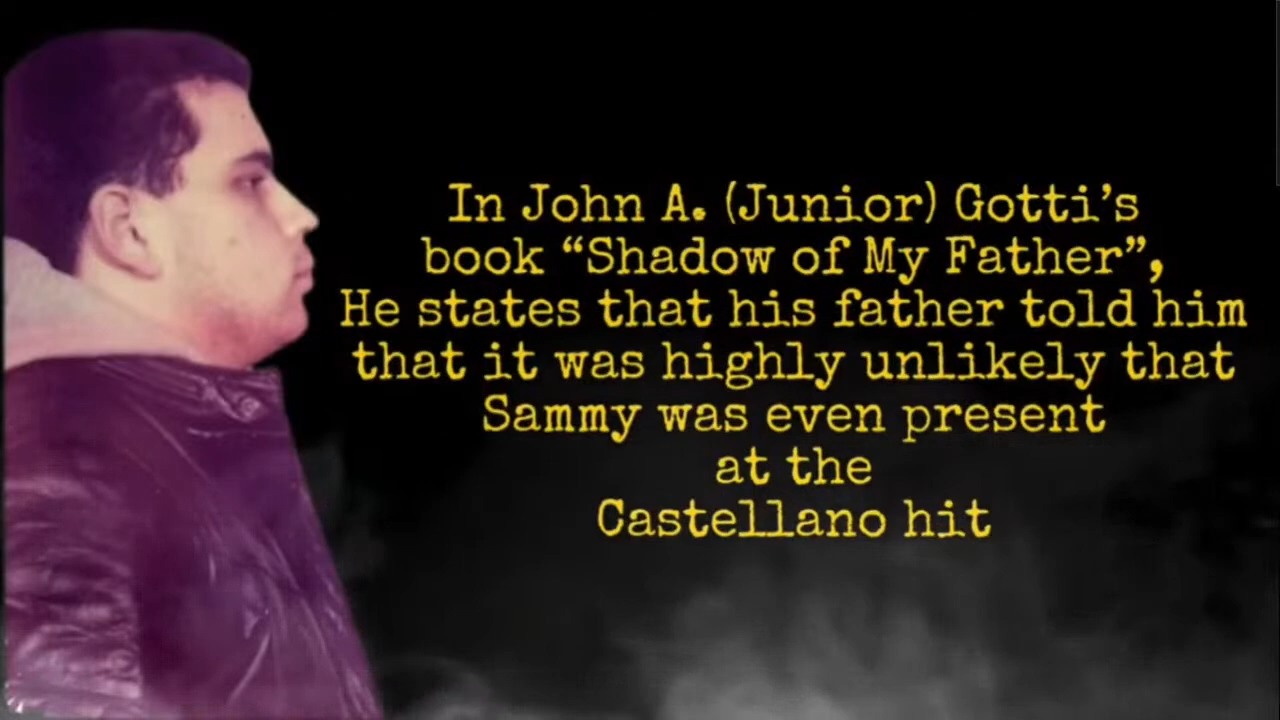 In John A. (Junior) Gotti’s
book “Shadow of My Father”,
He states that his father told him
that it was highly unlikely that
Sammy was even present
at the
Castellano hit